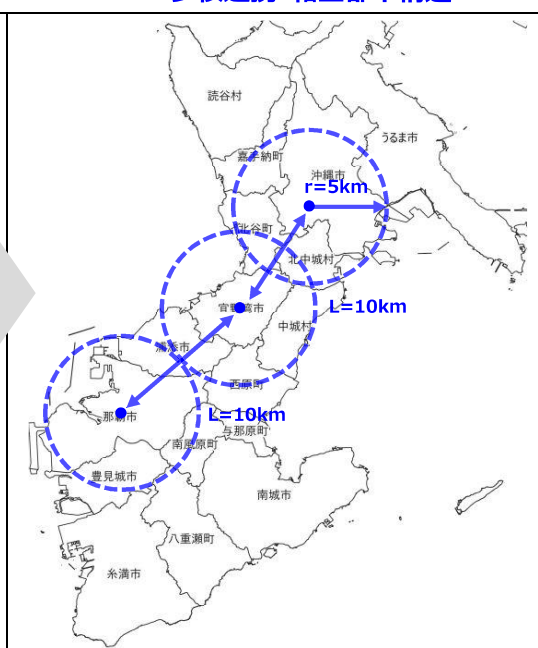 読谷村
うるま市
嘉手納町
沖縄市
r=5km
北谷町
北中城村
宜野湾市
L=10km
中城村
浦添市
西原町
那覇市
L=10km
与那原町
南風原町
豊見城市
南城市
八重瀬町
糸満市